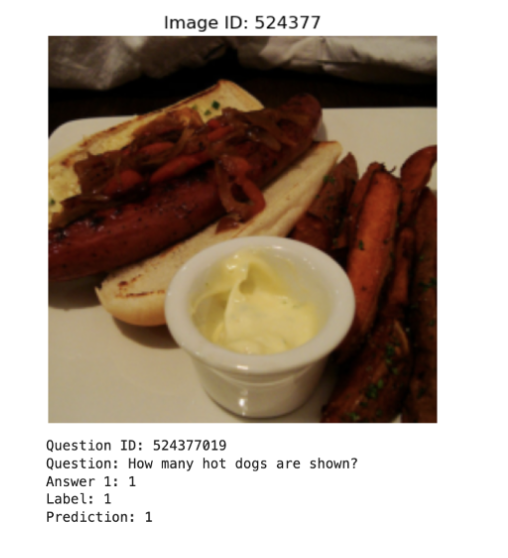 Image ID: 524377
Question ID: 524377019
Question: How many hot dogs are shown?
Answer 1: 1
Label: 1
Prediction: 1